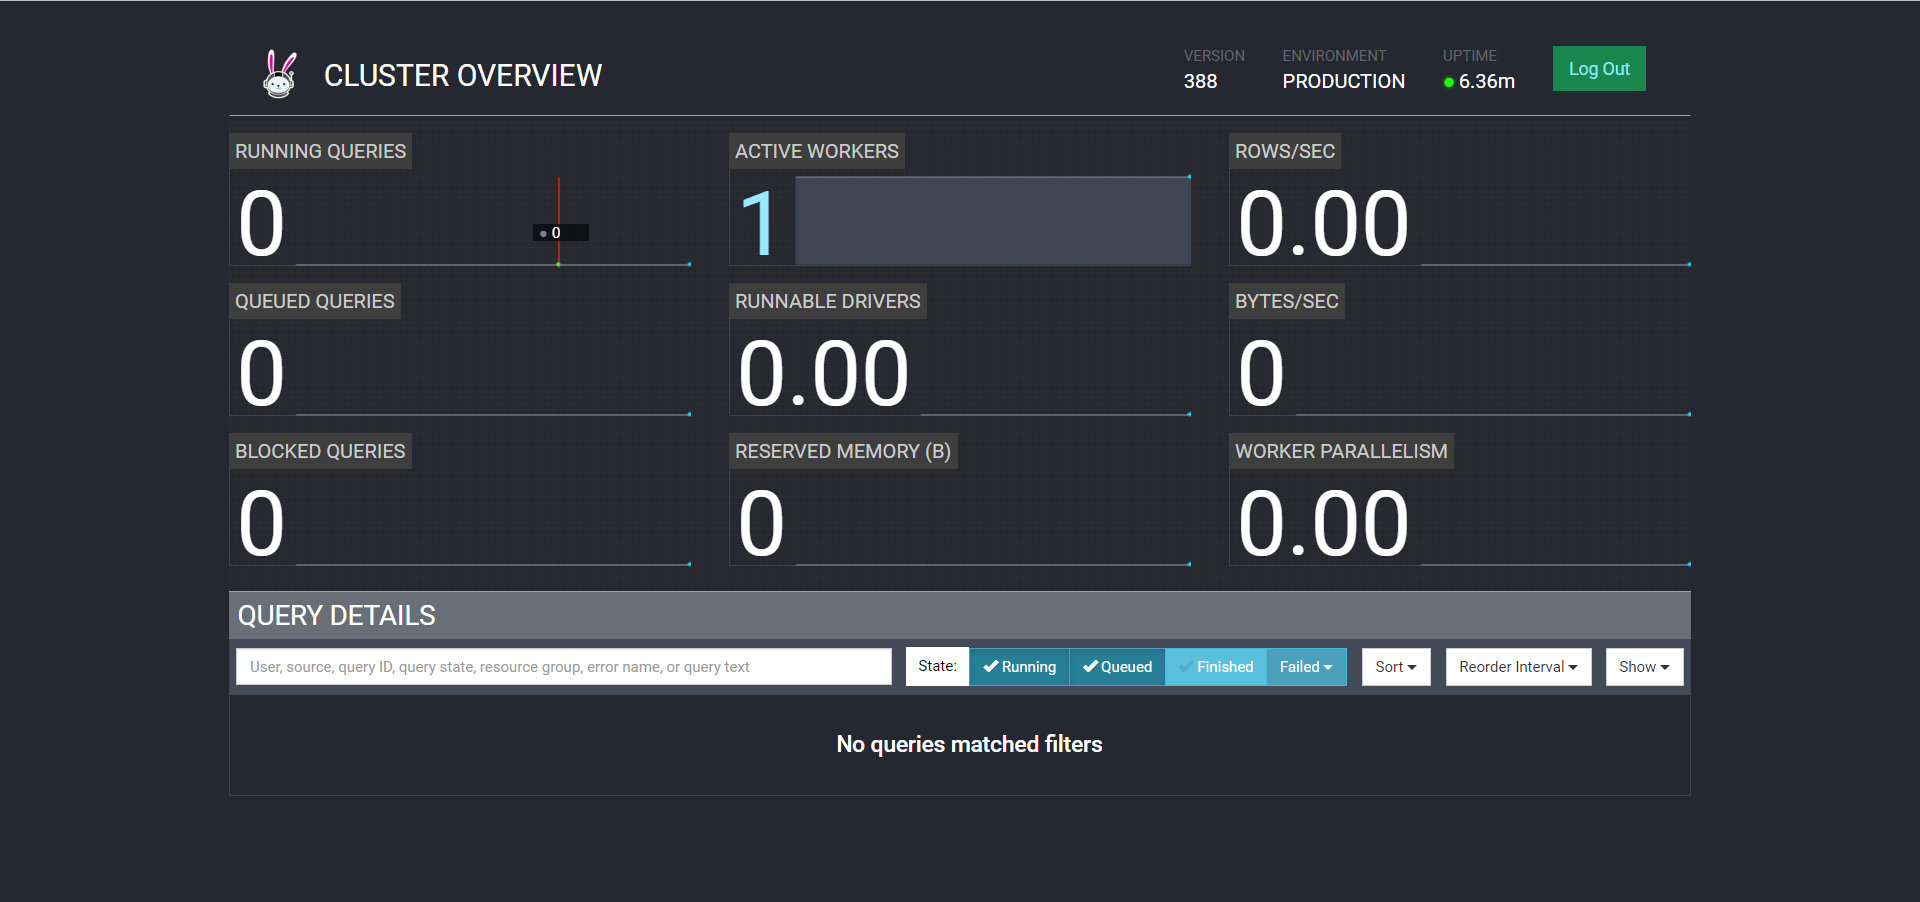 CLUSTER OVERVIEW
VERSION
388
ENVIRONMENT
PRODUCTION
UPTIME
6.36m
Log Out
RUNNING QUERIES
0
0
ACTIVE WORKERS
1
ROWS/SEC
0.00
QUEUED QUERIES
0
RUNNABLE DRIVERS
0.00
BYTES/SEC
0
BLOCKED QUERIES
0
RESERVED MEMORY (B)
0
WORKER PARALLELISM
0.00
QUERY DETAILS
User, source, query ID, query state, resource group, error name, or query text
State:
Running
Queued
Finished
Failed
Sort
Reorder Interval
Show
No queries matched filters